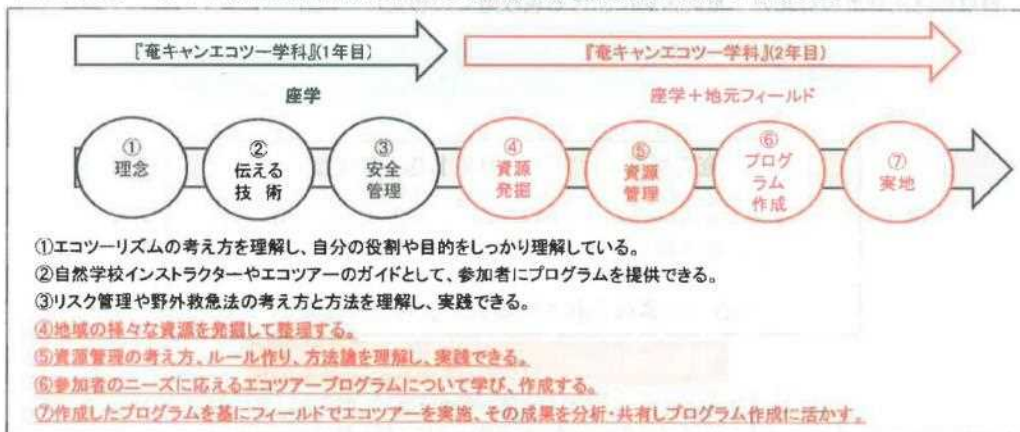 『奄キャンエコツー学科』(1年目)
『奄キャンエコツー学科』(2年目)
座学
座学+地元フィールド
①
理念
②
伝える
技術
③
安全
管理
④
資源
発掘
⑤
資源
管理
⑥
プログ
ラム
作成
⑦
実地
①エコツーリズムの考え方を理解し、自分の役割や目的をしっかり理解している。
②自然学校インストラクターやエコツアーのガイドとして、参加者にプログラムを提供できる。
③リスク管理や野外救急法の考え方と方法を理解し、実践できる。
④地域の様々な資源を発掘して整理する。
⑤資源管理の考え方、ルール作り、方法論を理解し、実践できる。
⑥参加者のニーズに応えるエコツアープログラムについて学び、作成する。
⑦作成したプログラムを基にフィールドでエコツアーを実施、その成果を分析・共有しプログラム作成に活かす。